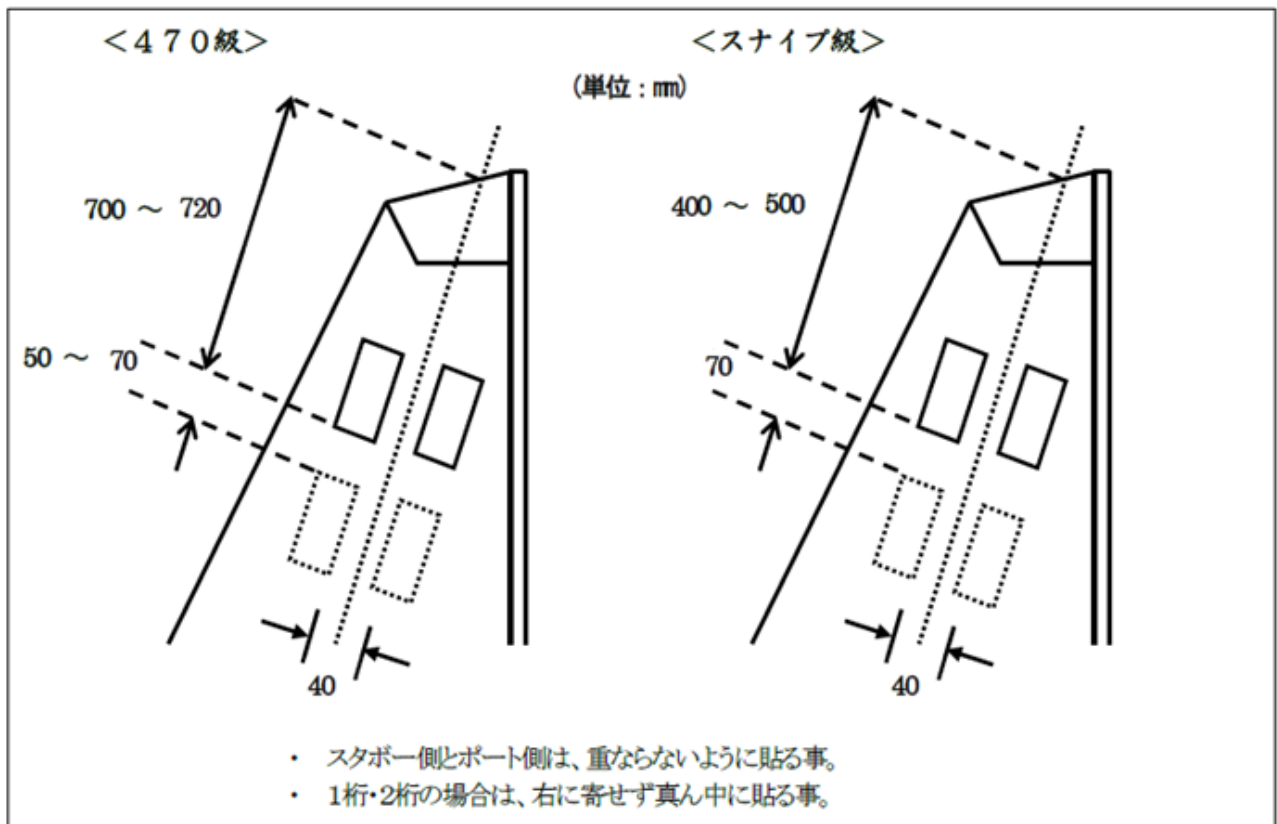 <470級>
<スナイプ級>
(単位:㎜)
700 ~ 720
400 ~ 500
50 ~ 70
70
40
40
・ スタボー側とポート側は、重ならないように貼る事。
・ 1桁・2桁の場合は、右に寄せず真ん中に貼る事。